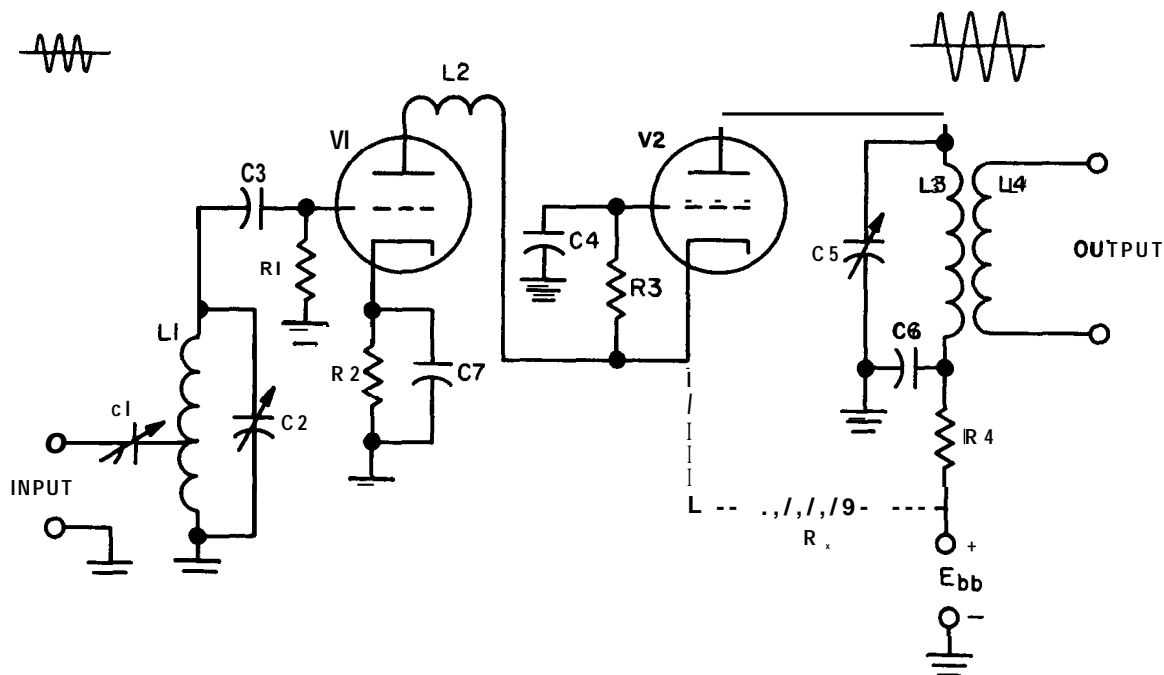 L2
V1
V2
C3
L3
L4
C4
R1
C5
OUTPUT
R3
L1
C6
R2
C7
C1
C2
R4
INPUT
Rx
+
Ebb
−